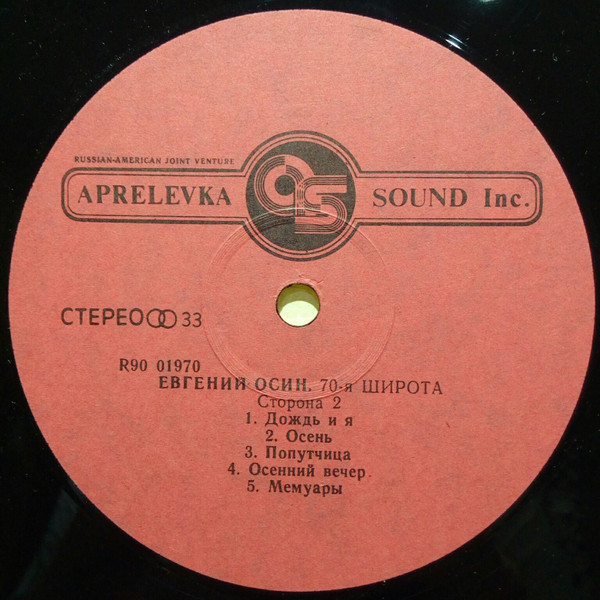 RUSSIAN-AMERICAN JOINT VENTURE
APRELEVKA SOUND Inc.
СТЕРЕО 33
R90 01970
ЕВГЕНИЙ ОСИН. 70-я ШИРОТА
Сторона 2
1. Дождь и я
2. Осень
3. Попутчица
4. Осенний вечер
5. Мемуары